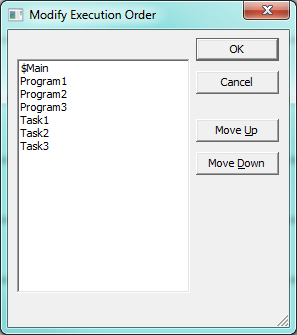 Modify Execution Order
OK
$Main
Program1
Program2
Program3
Task1
Task2
Task3
Cancel
Move Up
Move Down